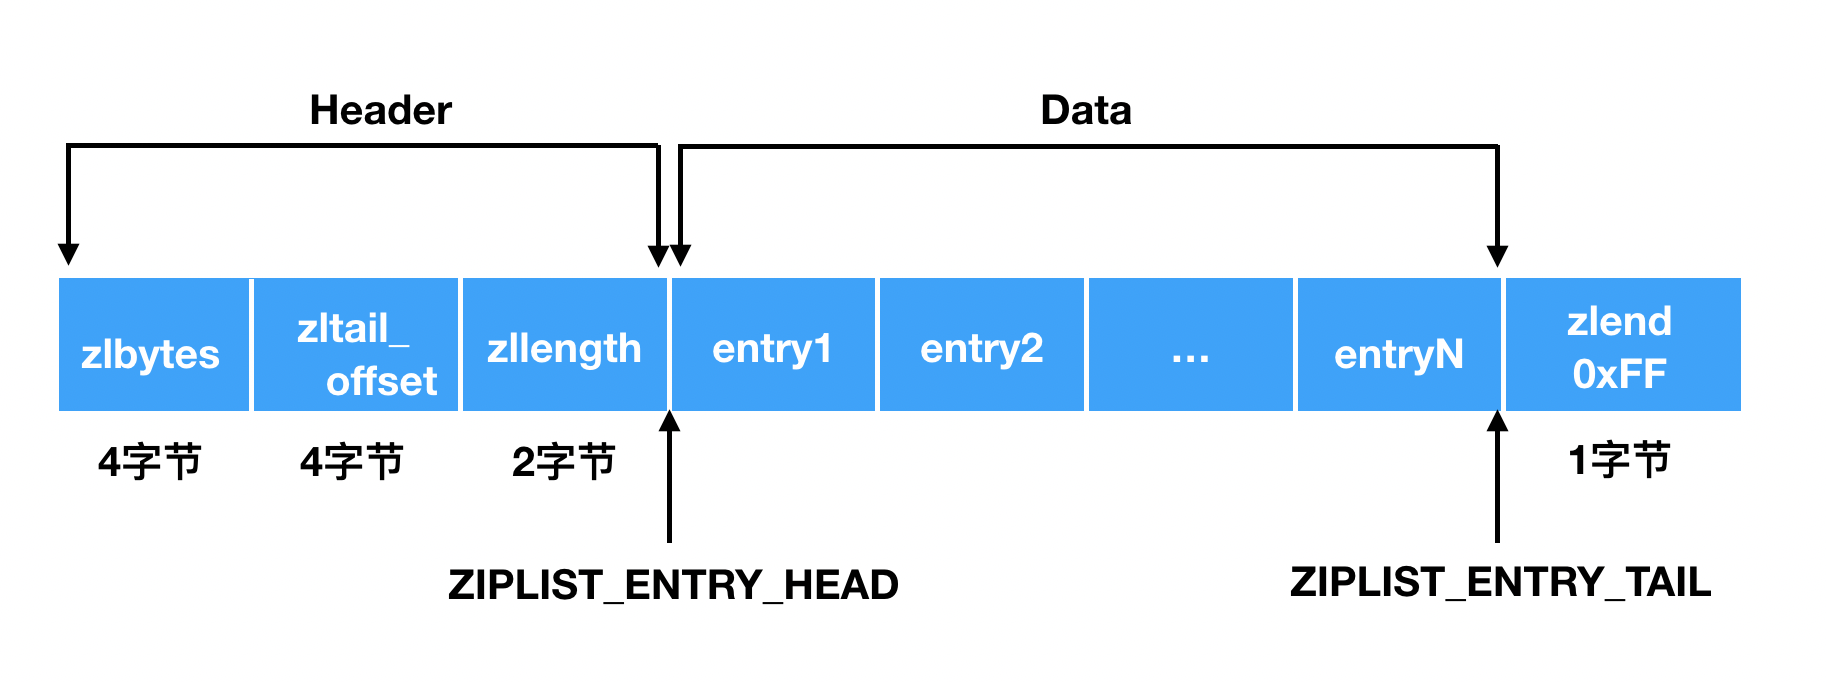 Header
Data
zlbytes
zltail_
offset
zllength
entry1
entry2
...
entryN
zlend
0xFF
4字节
4字节
2字节
1字节
ZIPLIST_ENTRY_HEAD
ZIPLIST_ENTRY_TAIL